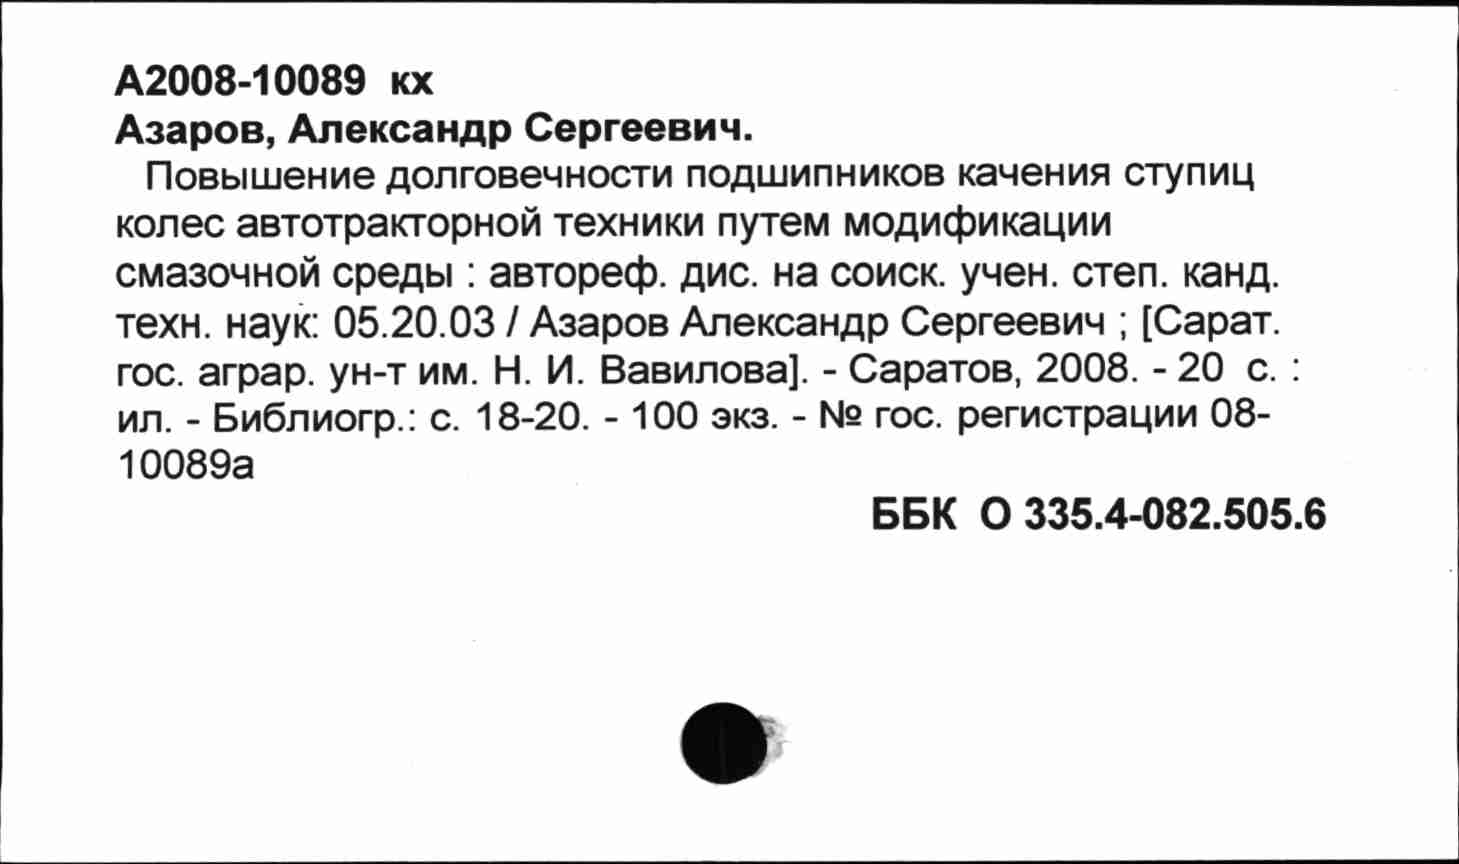 А2008-10089 кх
Азаров, Александр Сергеевич.
Повышение долговечности подшипников качения ступиц
колес автотракторной техники путем модификации
смазочной среды : автореф. дис. на соиск. учен. степ. канд.
техн. наук: 05.20.03 / Азаров Александр Сергеевич ; [Сарат.
гос. аграр. ун-т им. Н. И. Вавилова]. - Саратов, 2008. - 20 с. :
ил. - Библиогр.: с. 18-20. - 100 экз. - № гос. регистрации 08-
10089а
ББК О 335.4-082.505.6